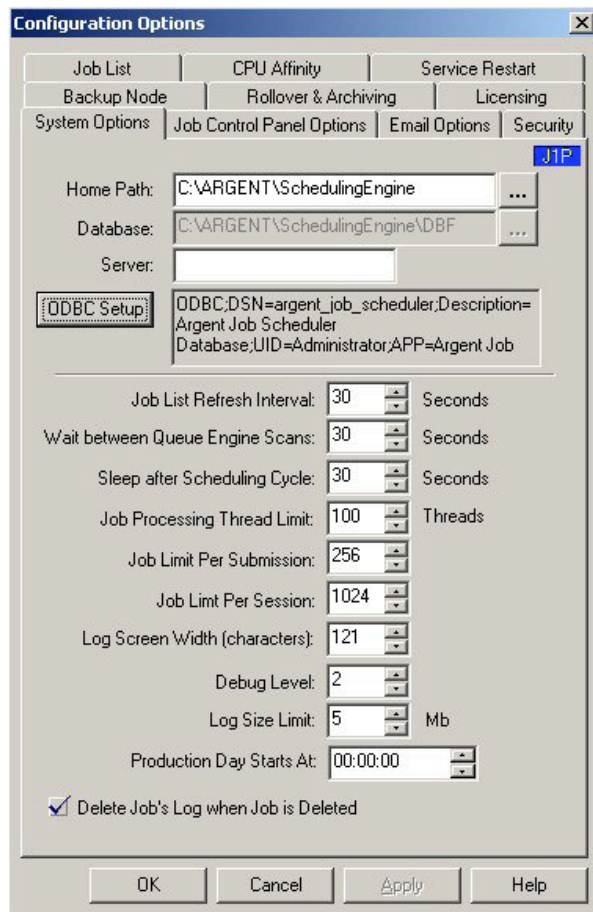 Configuration Options
Job List CPU Affinity Service Restart
Backup Node Rollover & Archiving Licensing
System Options Job Control Panel Options Email Options Security
J1P
Home Path: C:\ARGENT\SchedulingEngine ...
Database: C:\ARGENT\SchedulingEngine\DBF ...
Server:
ODBC Setup
ODBC;DSN=argent_job_scheduler;Description=
Argent Job Scheduler
Database;UID=Administrator;APP=Argent Job
Job List Refresh Interval: 30 Seconds
Wait between Queue Engine Scans: 30 Seconds
Sleep after Scheduling Cycle: 30 Seconds
Job Processing Thread Limit: 100 Threads
Job Limit Per Submission: 256
Job Limt Per Session: 1024
Log Screen Width (characters): 121
Debug Level: 2
Log Size Limit: 5 Mb
Production Day Starts At: 00:00:00
Delete Job's Log when Job is Deleted
OK Cancel Apply Help